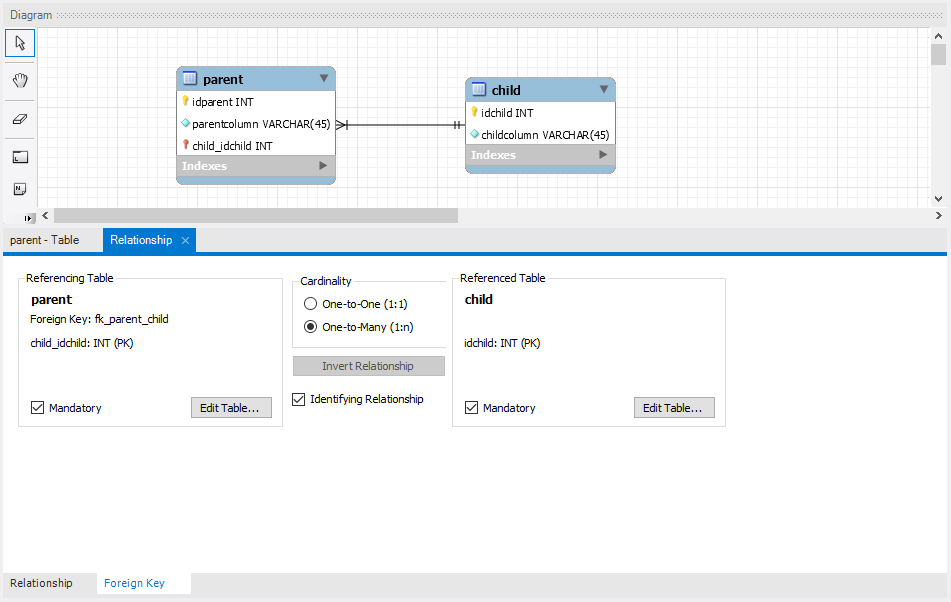 Diagram
parent
idparent INT
parentcolumn VARCHAR(45)
child_idchild INT
Indexes
child
idchild INT
childcolumn VARCHAR(45)
Indexes
parent - Table
Relationship
Referencing Table
parent
Foreign Key: fk_parent_child
child_idchild: INT (PK)
Mandatory
Edit Table...
Cardinality
One-to-One (1:1)
One-to-Many (1:n)
Invert Relationship
Identifying Relationship
Referenced Table
child
idchild: INT (PK)
Mandatory
Edit Table...
Relationship
Foreign Key